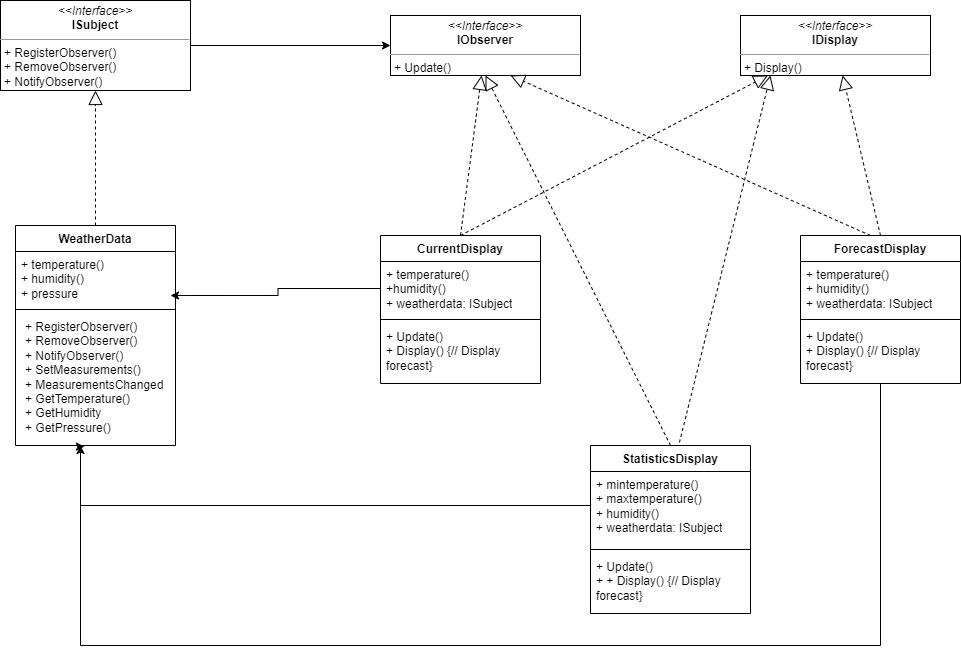 <<Interface>>
ISubject
+ RegisterObserver()
+ RemoveObserver()
+ NotifyObserver()
<<Interface>>
IObserver
+ Update()
<<Interface>>
IDisplay
+ Display()
WeatherData
+ temperature()
+ humidity()
+ pressure
+ RegisterObserver()
+ RemoveObserver()
+ NotifyObserver()
+ SetMeasurements()
+ MeasurementsChanged
+ GetTemperature()
+ GetHumidity
+ GetPressure()
CurrentDisplay
+ temperature()
+humidity()
+ weatherdata: ISubject
+ Update()
+ Display() {// Display
forecast}
ForecastDisplay
+ temperature()
+ humidity()
+ weatherdata: ISubject
+ Update()
+ Display() {// Display
forecast}
StatisticsDisplay
+ mintemperature()
+ maxtemperature()
+ humidity()
+ weatherdata: ISubject
+ Update()
+ + Display() {// Display
forecast}